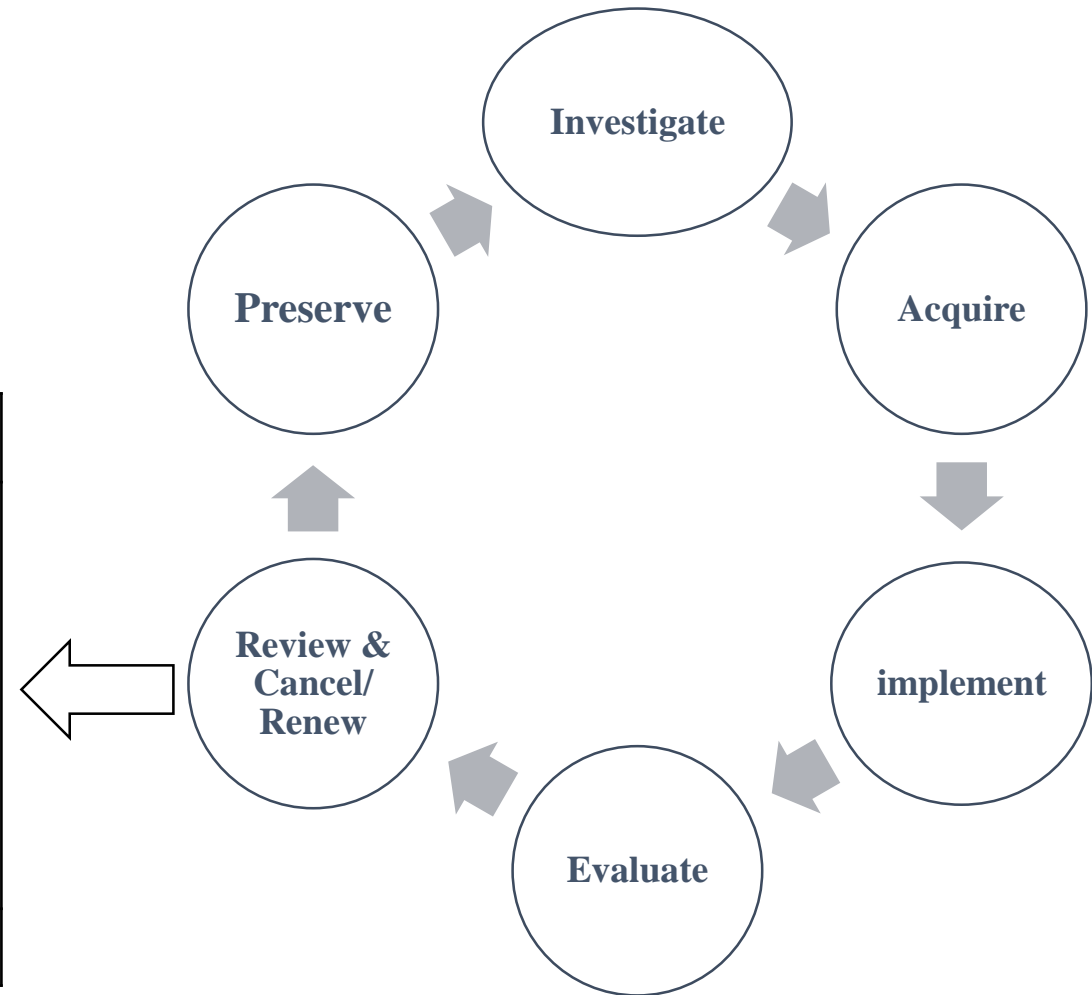 Investigate
Acquire
implement
Evaluate
Review &
Cancel/
Renew
Preserve